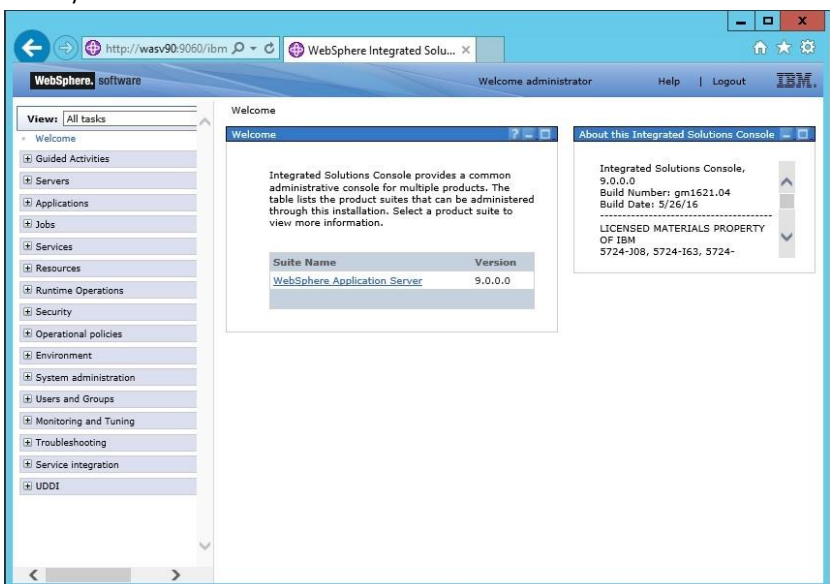 http://wasv90:9060/ibm
WebSphere Integrated Solu...
WebSphere. software
Welcome administrator
Help | Logout
IBM.
View: All tasks
Welcome
Guided Activities
Servers
Applications
Jobs
Services
Resources
Runtime Operations
Security
Operational policies
Environment
System administration
Users and Groups
Monitoring and Tuning
Troubleshooting
Service integration
UDDI
Welcome
Welcome
Integrated Solutions Console provides a common
administrative console for multiple products. The
table lists the product suites that can be administered
through this installation. Select a product suite to
view more information.
Suite Name Version
WebSphere Application Server 9.0.0.0
About this Integrated Solutions Console
Integrated Solutions Console,
9.0.0.0
Build Number: gm1621.04
Build Date: 5/26/16
----------------------------------
LICENSED MATERIALS PROPERTY
OF IBM
5724-J08, 5724-I63, 5724-